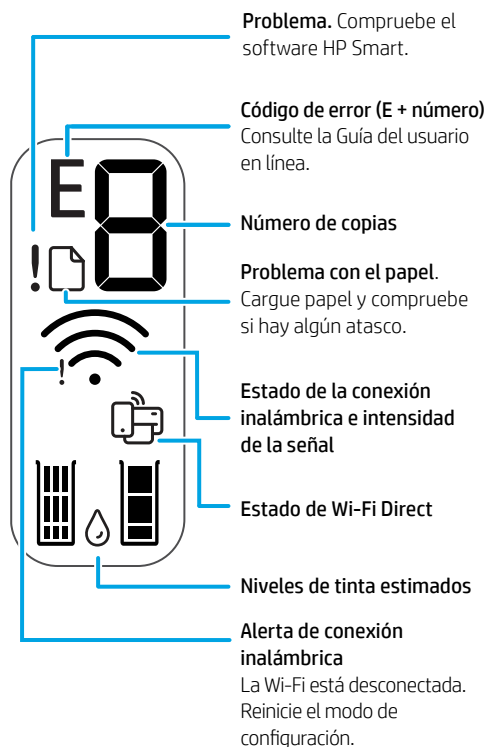 Problema. Compruebe el
software HP Smart.
Código de error (E + número)
Consulte la Guía del usuario
en línea.
E 8
Número de copias
!
Problema con el papel.
Cargue papel y compruebe
si hay algún atasco.
!
Estado de la conexión
inalámbrica e intensidad
de la señal
Estado de Wi-Fi Direct
Niveles de tinta estimados
Alerta de conexión
inalámbrica
La Wi-Fi está desconectada.
Reinicie el modo de
configuración.